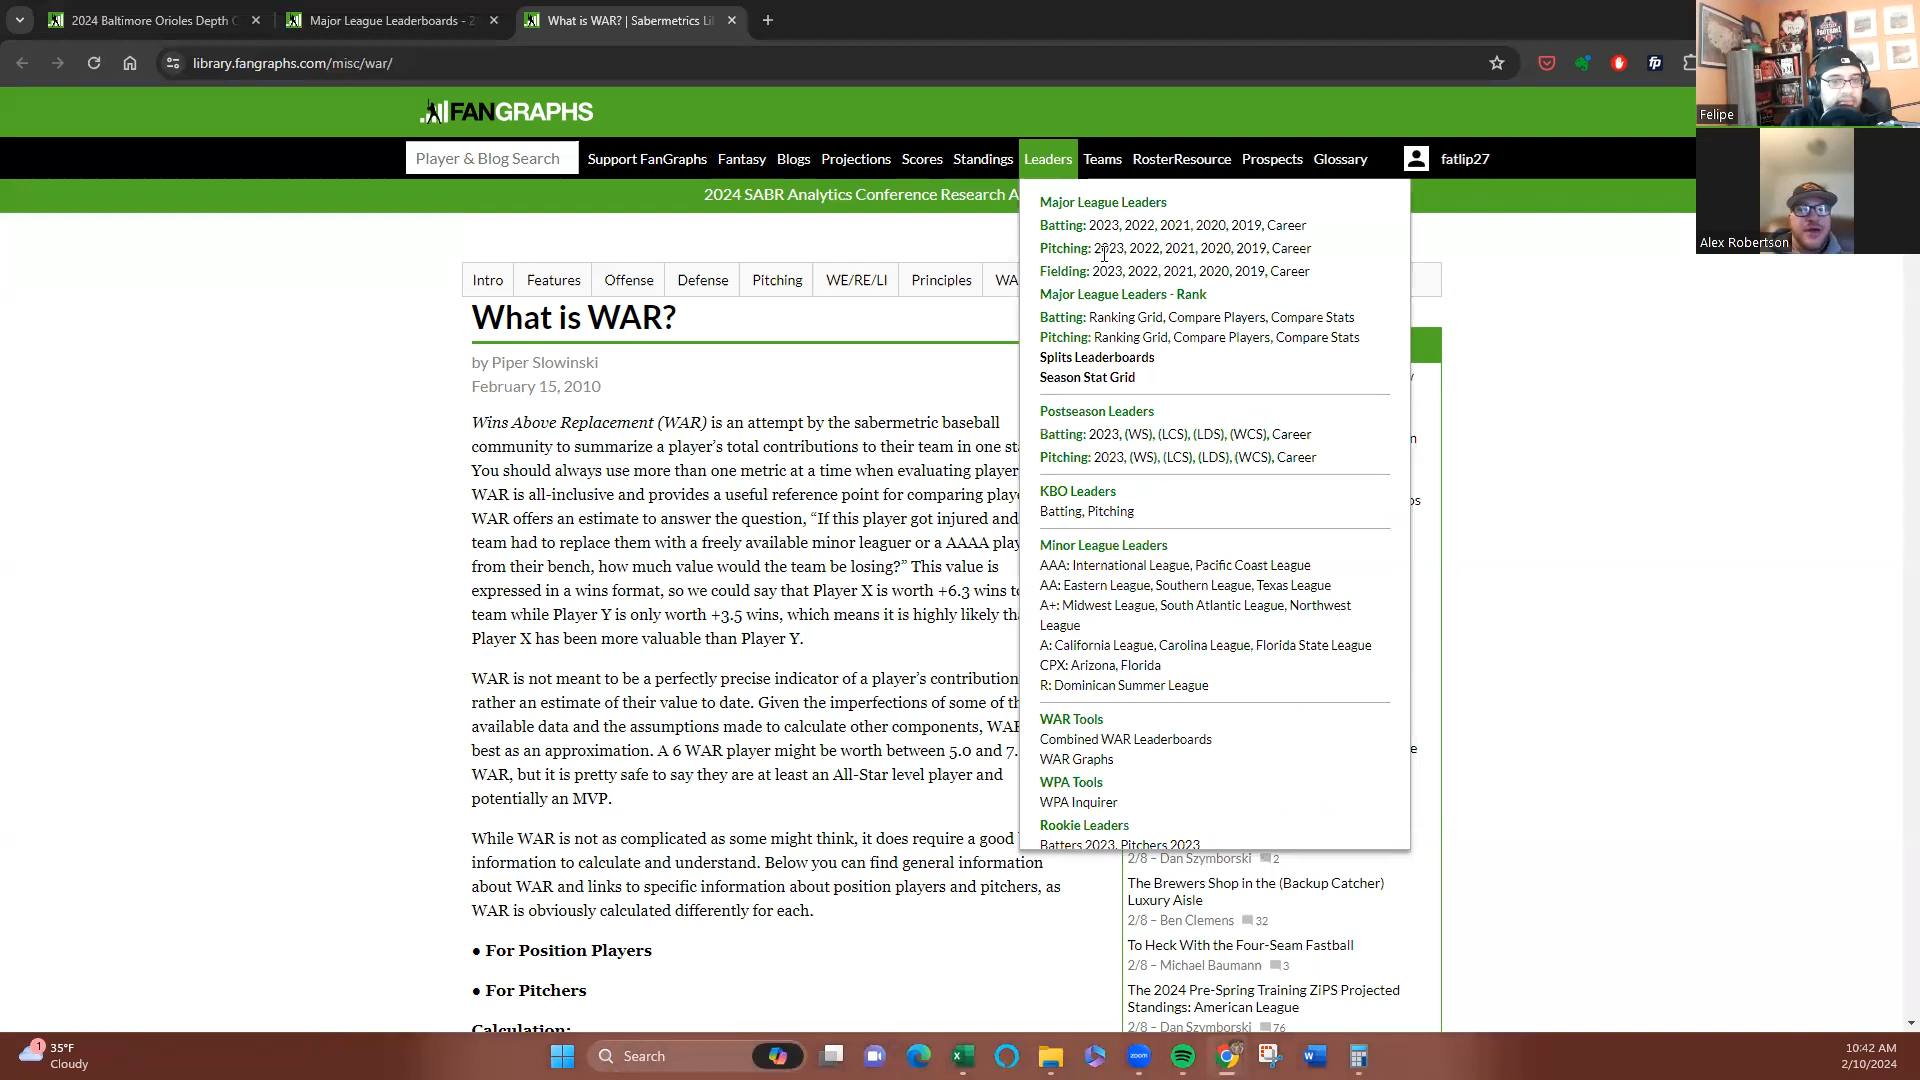 2024 Baltimore Orioles Depth C
Major League Leaderboards - 2
What is WAR? | Sabermetrics Li
library.fangraphs.com/misc/war/
Felipe
Alex Robertson
FANGRAPHS
Player & Blog Search
Support FanGraphs Fantasy Blogs Projections Scores Standings Leaders Teams RosterResource Prospects Glossary fatlip27
2024 SABR Analytics Conference Research A
Intro Features Offense Defense Pitching WE/RE/LI Principles WA
What is WAR?
by Piper Slowinski
February 15, 2010
Wins Above Replacement (WAR) is an attempt by the sabermetric baseball
community to summarize a player's total contributions to their team in one st
You should always use more than one metric at a time when evaluating player
WAR is all-inclusive and provides a useful reference point for comparing play
WAR offers an estimate to answer the question, “If this player got injured and
team had to replace them with a freely available minor leaguer or a AAAA play
from their bench, how much value would the team be losing?” This value is
expressed in a wins format, so we could say that Player X is worth +6.3 wins t
team while Player Y is only worth +3.5 wins, which means it is highly likely th
Player X has been more valuable than Player Y.
WAR is not meant to be a perfectly precise indicator of a player's contribution
rather an estimate of their value to date. Given the imperfections of some of th
available data and the assumptions made to calculate other components, WAR
best as an approximation. A 6 WAR player might be worth between 5.0 and 7.
WAR, but it is pretty safe to say they are at least an All-Star level player and
potentially an MVP.
While WAR is not as complicated as some might think, it does require a good
information to calculate and understand. Below you can find general information
about WAR and links to specific information about position players and pitchers, as
WAR is obviously calculated differently for each.
● For Position Players
● For Pitchers
Calculation:
Major League Leaders
Batting: 2023, 2022, 2021, 2020, 2019, Career
Pitching: 2023, 2022, 2021, 2020, 2019, Career
Fielding: 2023, 2022, 2021, 2020, 2019, Career
Major League Leaders - Rank
Batting: Ranking Grid, Compare Players, Compare Stats
Pitching: Ranking Grid, Compare Players, Compare Stats
Splits Leaderboards
Season Stat Grid
Postseason Leaders
Batting: 2023, (WS), (LCS), (LDS), (WCS), Career
Pitching: 2023, (WS), (LCS), (LDS), (WCS), Career
KBO Leaders
Batting, Pitching
Minor League Leaders
AAA: International League, Pacific Coast League
AA: Eastern League, Southern League, Texas League
A+: Midwest League, South Atlantic League, Northwest
League
A: California League, Carolina League, Florida State League
CPX: Arizona, Florida
R: Dominican Summer League
WAR Tools
Combined WAR Leaderboards
WAR Graphs
WPA Tools
WPA Inquirer
Rookie Leaders
Batters 2023, Pitchers 2023
2/8 – Dan Szymborski 2
The Brewers Shop in the (Backup Catcher)
Luxury Aisle
2/8 – Ben Clemens 32
To Heck With the Four-Seam Fastball
2/8 – Michael Baumann 3
The 2024 Pre-Spring Training ZiPS Projected
Standings: American League
2/8 – Dan Szymborski 76
1
35°F
Cloudy
Search
10:42 AM
2/10/2024